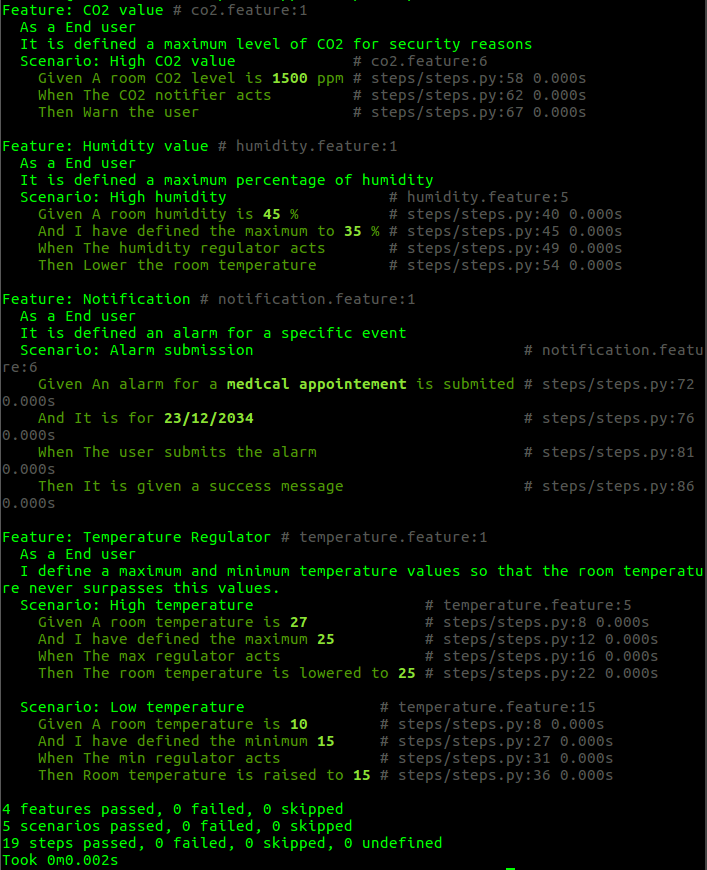 Feature: CO2 value # co2.feature:1
  As a End user
  It is defined a maximum level of CO2 for security reasons
  Scenario: High CO2 value             # co2.feature:6
    Given A room CO2 level is 1500 ppm # steps/steps.py:58 0.000s
    When The CO2 notifier acts         # steps/steps.py:62 0.000s
    Then Warn the user                 # steps/steps.py:67 0.000s

Feature: Humidity value # humidity.feature:1
  As a End user
  It is defined a maximum percentage of humidity
  Scenario: High humidity                  # humidity.feature:5
    Given A room humidity is 45 %          # steps/steps.py:40 0.000s
    And I have defined the maximum to 35 % # steps/steps.py:45 0.000s
    When The humidity regulator acts       # steps/steps.py:49 0.000s
    Then Lower the room temperature        # steps/steps.py:54 0.000s

Feature: Notification # notification.feature:1
  As a End user
  It is defined an alarm for a specific event
  Scenario: Alarm submission                              # notification.featu
re:6
    Given An alarm for a medical appointement is submited # steps/steps.py:72
0.000s
    And It is for 23/12/2034                              # steps/steps.py:76
0.000s
    When The user submits the alarm                       # steps/steps.py:81
0.000s
    Then It is given a success message                    # steps/steps.py:86
0.000s

Feature: Temperature Regulator # temperature.feature:1
  As a End user
  I define a maximum and minimum temperature values so that the room temperatu
re never surpasses this values.
  Scenario: High temperature                   # temperature.feature:5
    Given A room temperature is 27             # steps/steps.py:8 0.000s
    And I have defined the maximum 25          # steps/steps.py:12 0.000s
    When The max regulator acts                # steps/steps.py:16 0.000s
    Then The room temperature is lowered to 25 # steps/steps.py:22 0.000s

  Scenario: Low temperature               # temperature.feature:15
    Given A room temperature is 10        # steps/steps.py:8 0.000s
    And I have defined the minimum 15     # steps/steps.py:27 0.000s
    When The min regulator acts           # steps/steps.py:31 0.000s
    Then Room temperature is raised to 15 # steps/steps.py:36 0.000s

4 features passed, 0 failed, 0 skipped
5 scenarios passed, 0 failed, 0 skipped
19 steps passed, 0 failed, 0 skipped, 0 undefined
Took 0m0.002s